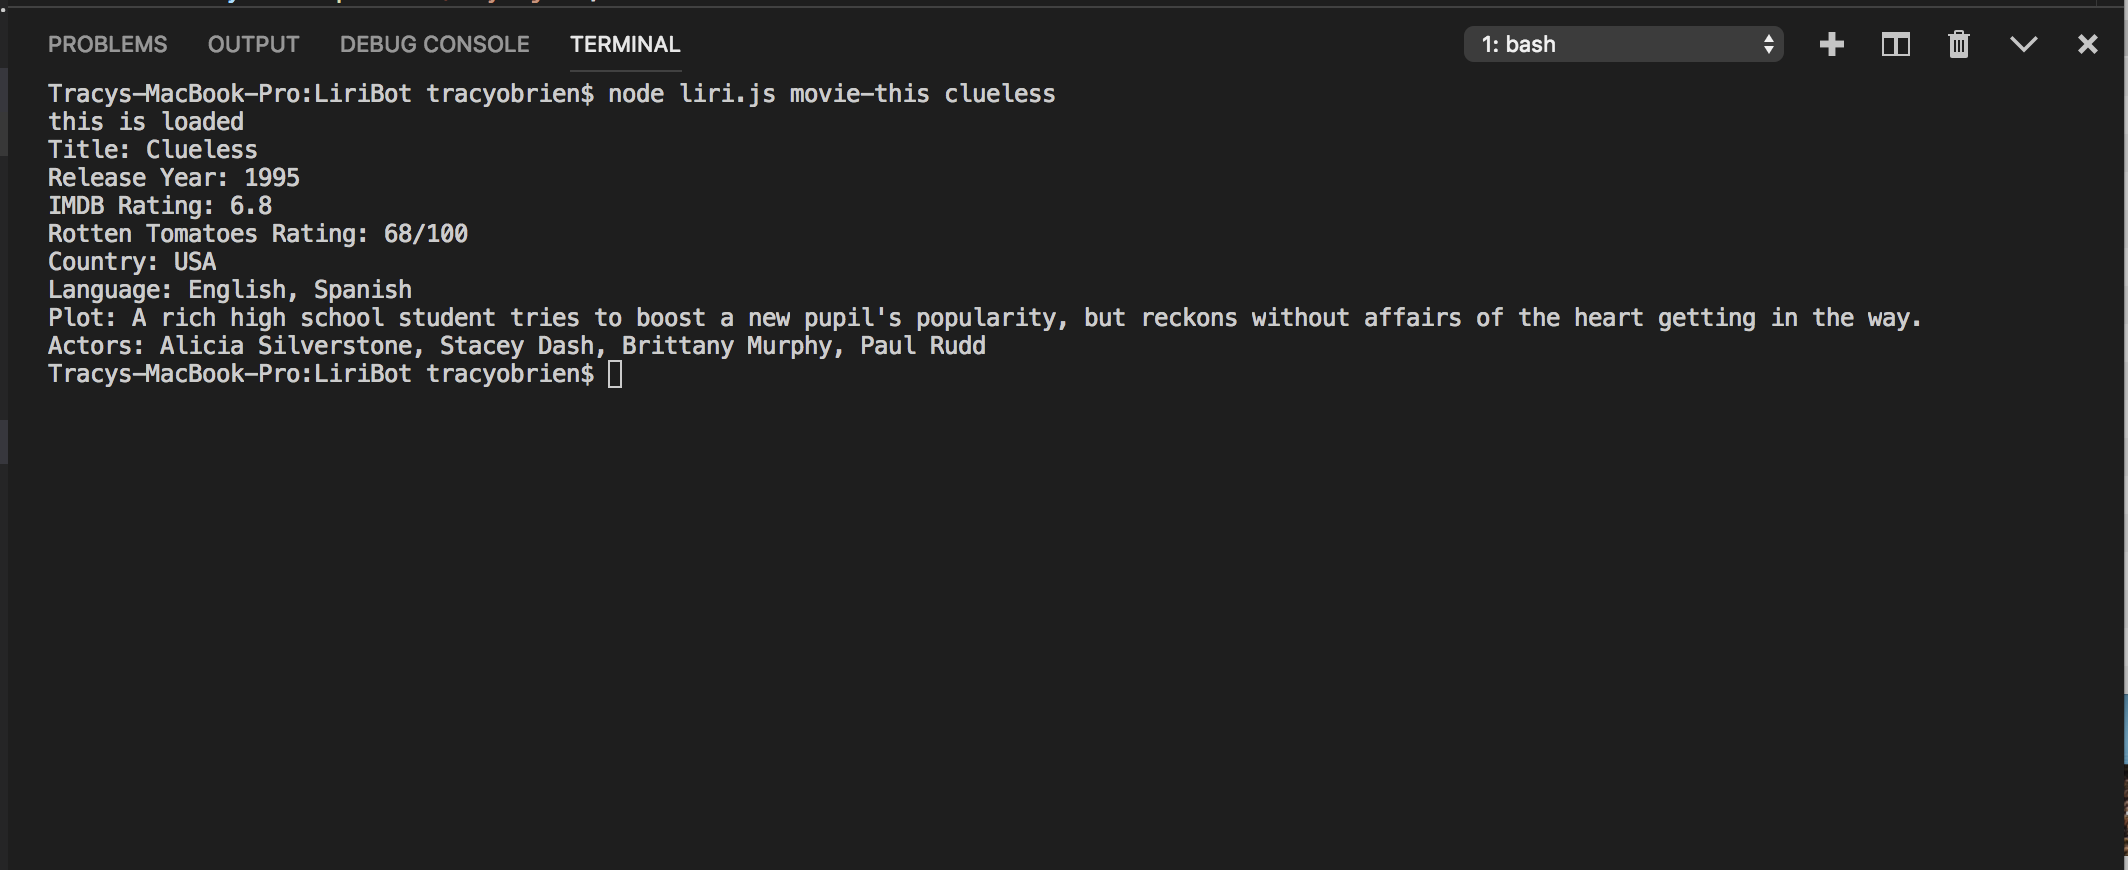 PROBLEMS OUTPUT DEBUG CONSOLE TERMINAL 1: bash
Tracys-MacBook-Pro:LiriBot tracyobrien$ node liri.js movie-this clueless
this is loaded
Title: Clueless
Release Year: 1995
IMDB Rating: 6.8
Rotten Tomatoes Rating: 68/100
Country: USA
Language: English, Spanish
Plot: A rich high school student tries to boost a new pupil's popularity, but reckons without affairs of the heart getting in the way.
Actors: Alicia Silverstone, Stacey Dash, Brittany Murphy, Paul Rudd
Tracys-MacBook-Pro:LiriBot tracyobrien$